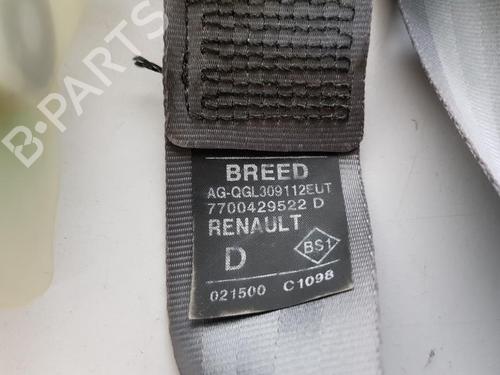 BREED
AG-QGL309112EUT
7700429522 D
RENAULT
D
BS1
021500 C1098
B-PARTS